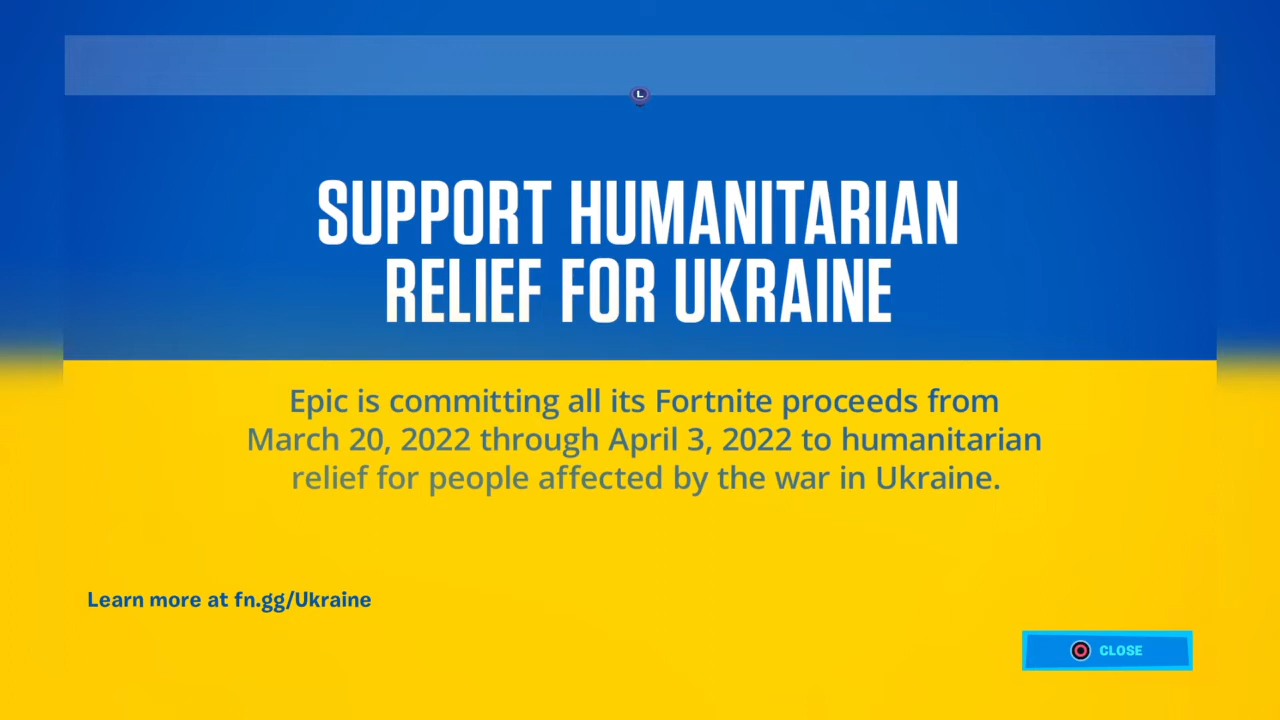 L
SUPPORT HUMANITARIAN
RELIEF FOR UKRAINE
Epic is committing all its Fortnite proceeds from
March 20, 2022 through April 3, 2022 to humanitarian
relief for people affected by the war in Ukraine.
Learn more at fn.gg/Ukraine
CLOSE